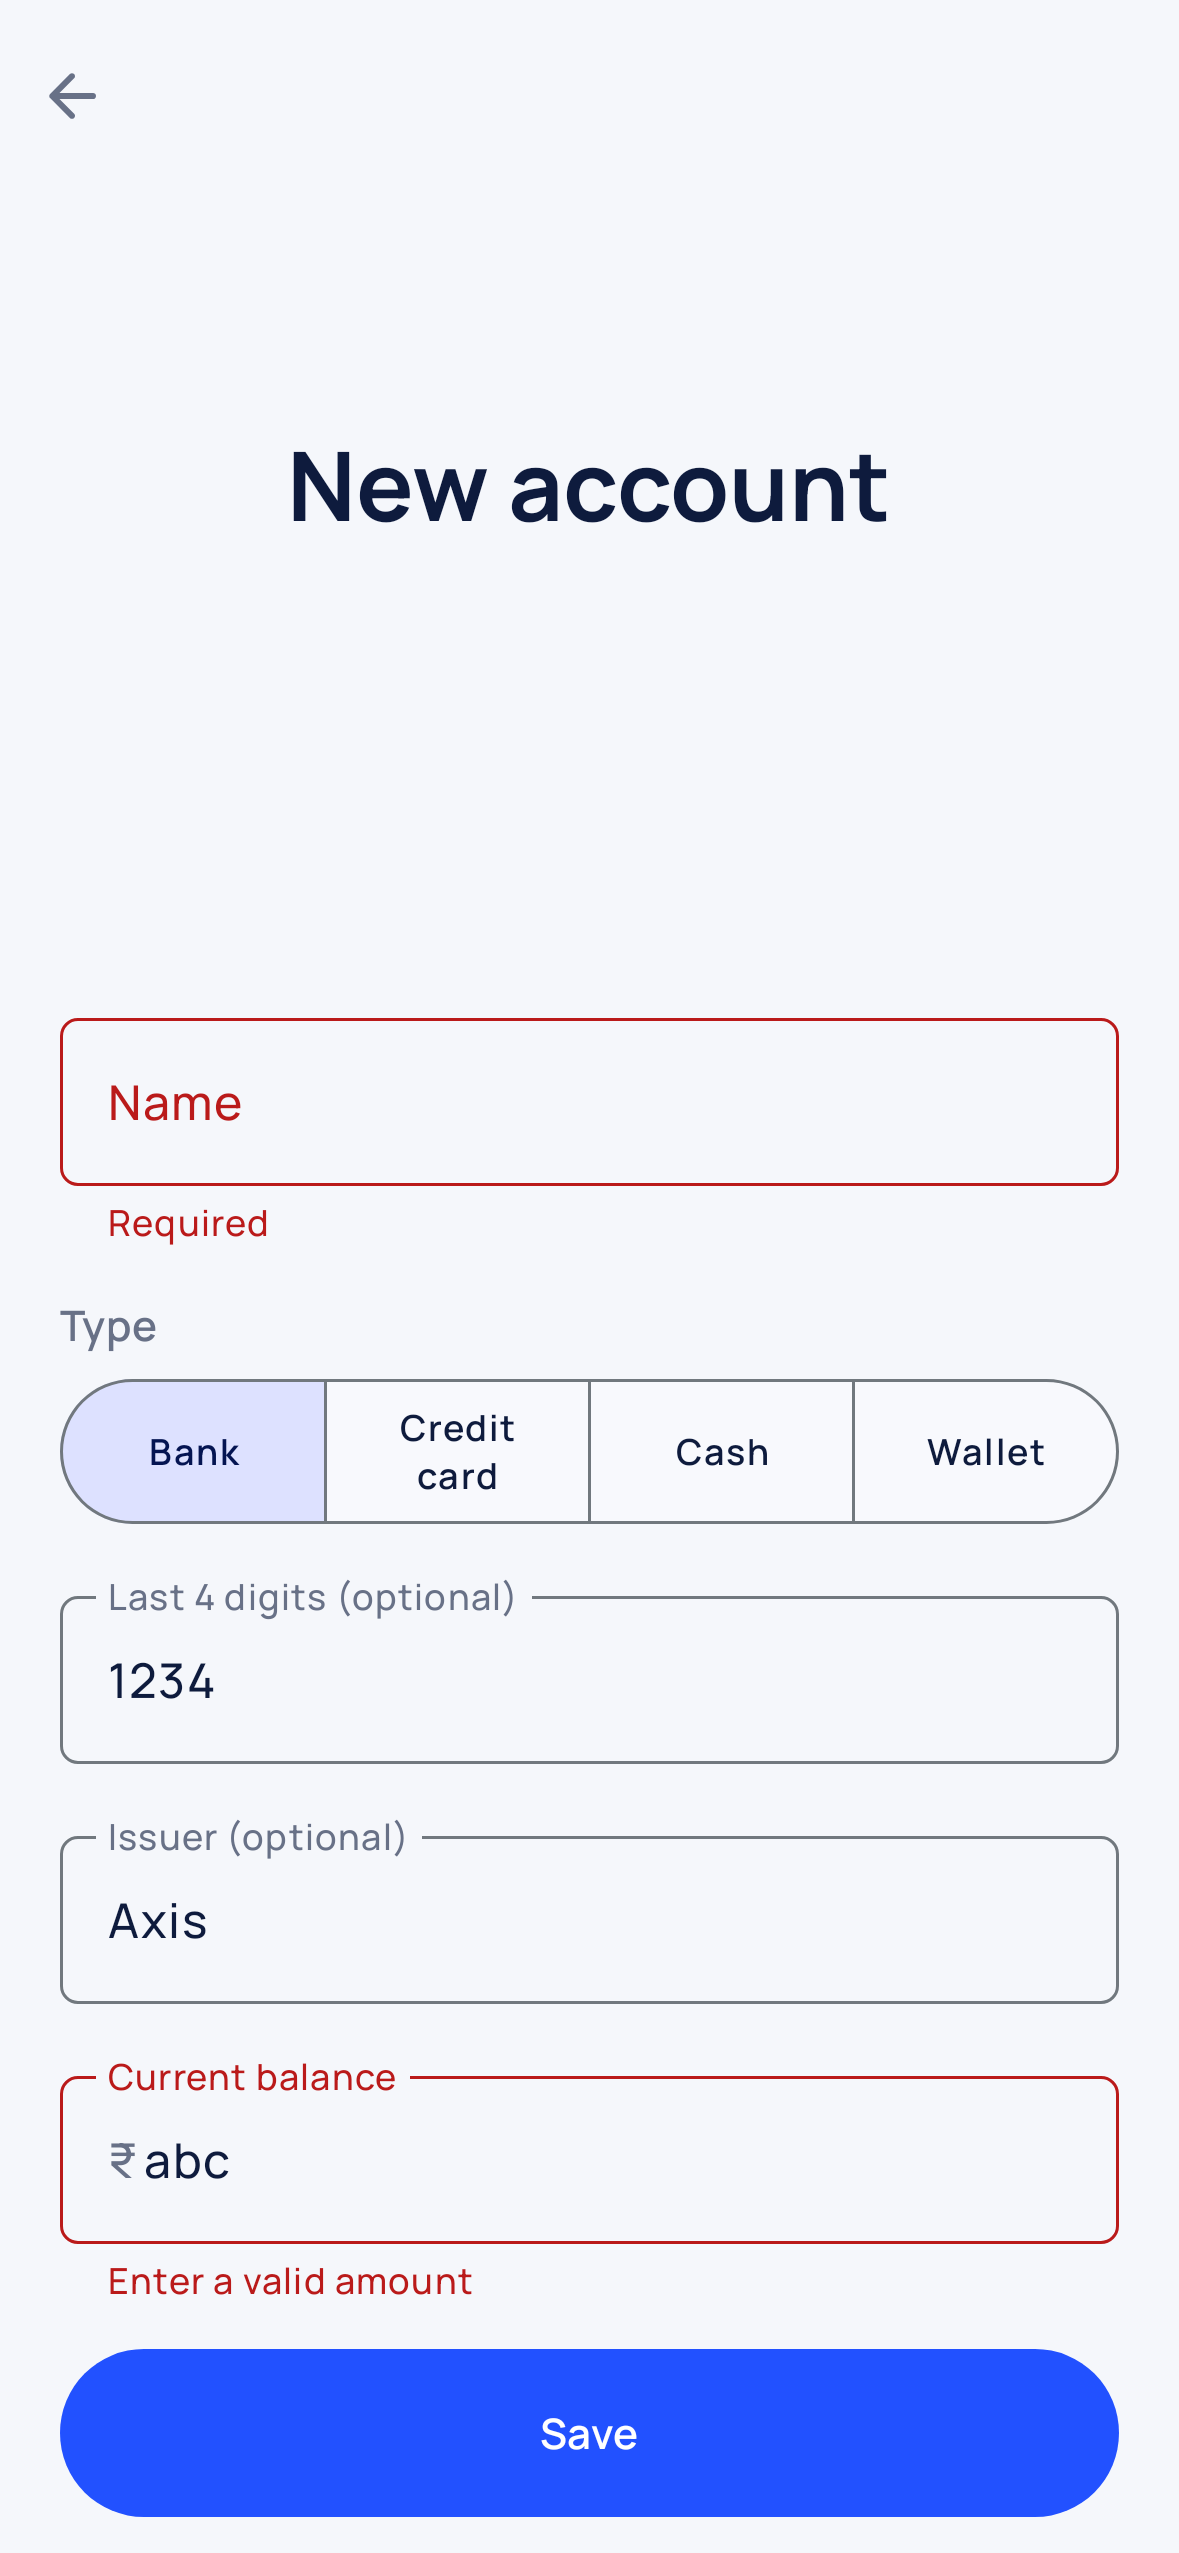 New account
Name
Required
Type
Bank
Credit
card
Cash
Wallet
Last 4 digits (optional)
1234
Issuer (optional)
Axis
Current balance
₹ abc
Enter a valid amount
Save